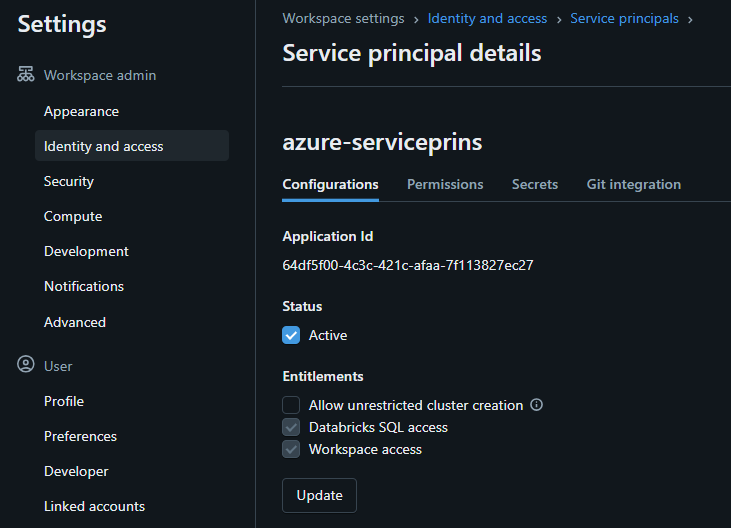 Settings
Workspace admin
Appearance
Identity and access
Security
Compute
Development
Notifications
Advanced
User
Profile
Preferences
Developer
Linked accounts
Workspace settings › Identity and access › Service principals ›
Service principal details
azure-serviceprins
Configurations Permissions Secrets Git integration
Application Id
64df5f00-4c3c-421c-afaa-7f113827ec27
Status
Active
Entitlements
Allow unrestricted cluster creation
Databricks SQL access
Workspace access
Update